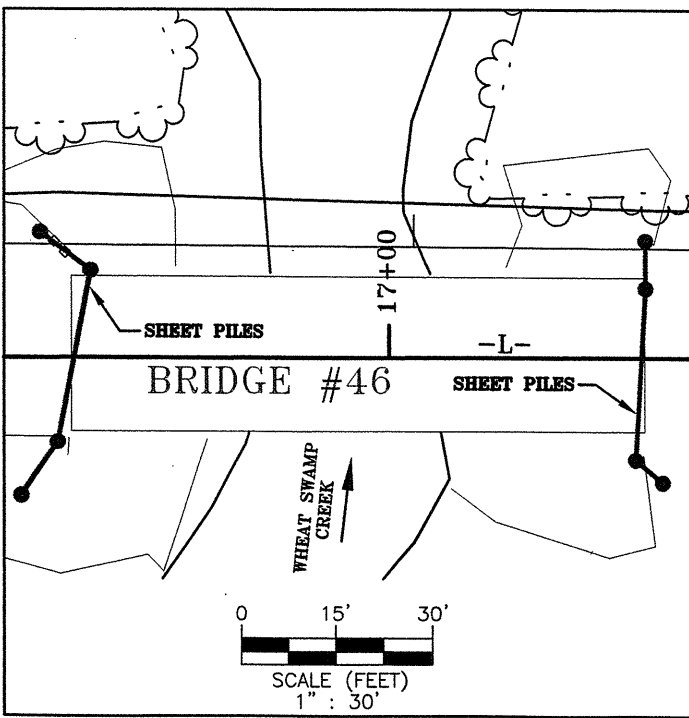 17+00
SHEET PILES
-L-
BRIDGE #46
SHEET PILES
WHEAT SWAMP
CREEK
0 15' 30'
SCALE (FEET)
1" : 30'